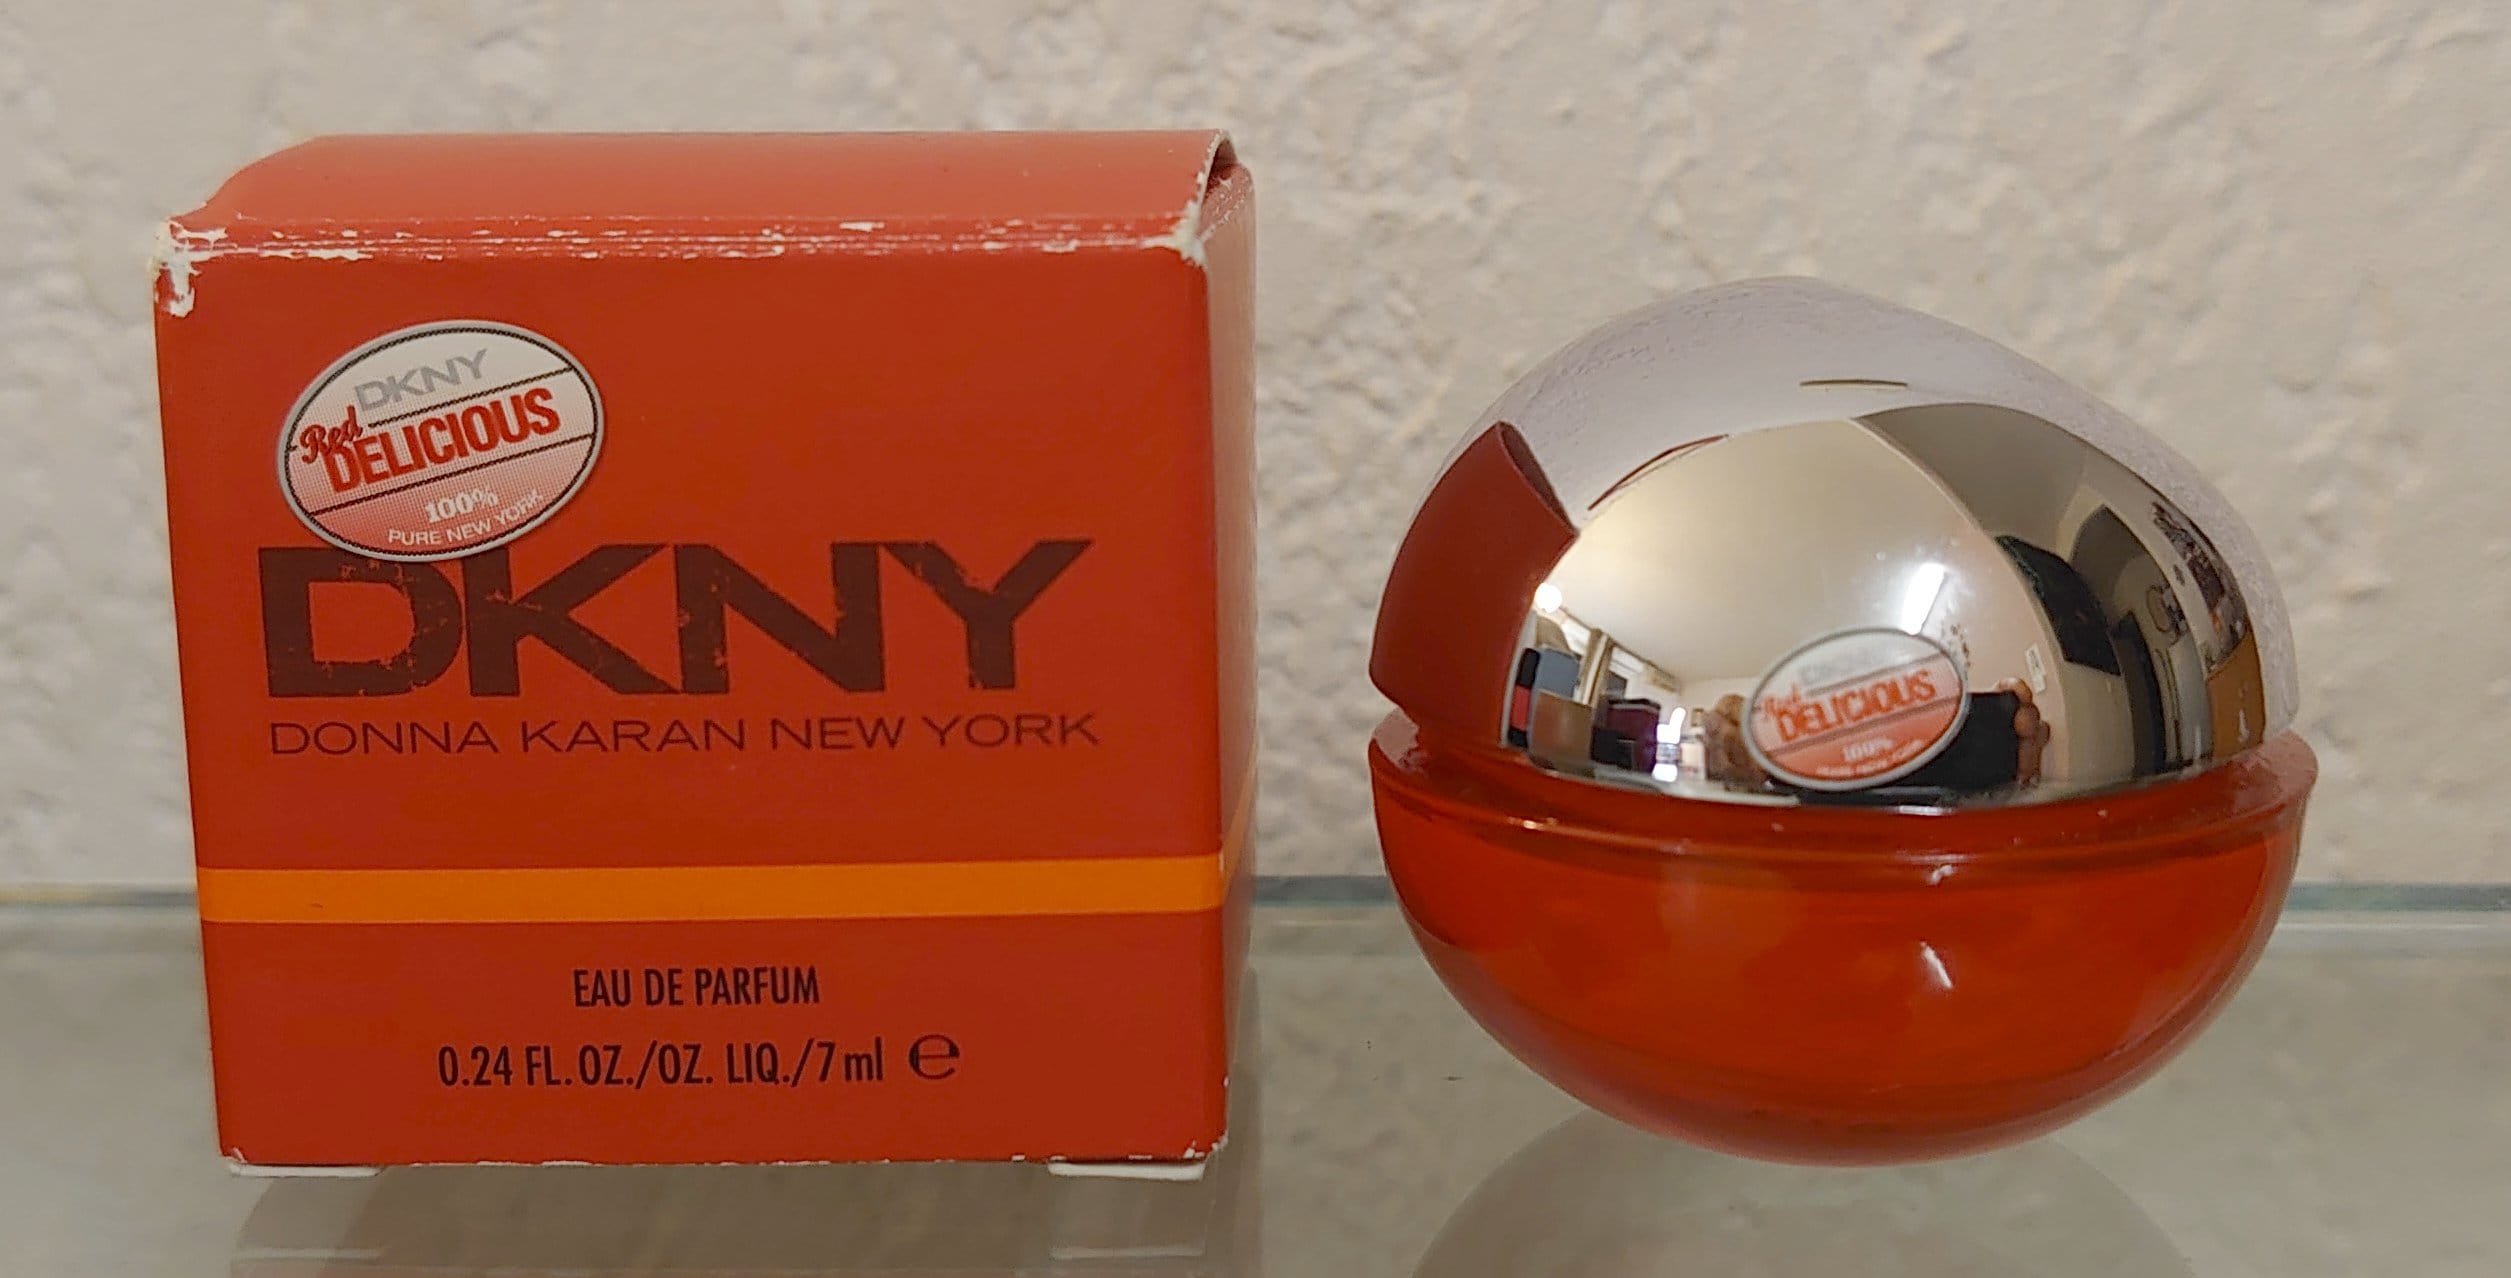 DKNY
Red
DELICIOUS
100%
PURE NEW YORK
DKNY
DONNA KARAN NEW YORK
EAU DE PARFUM
0.24 FL. OZ./OZ. LIQ./7 ml ℮
Red
DELICIOUS
100%